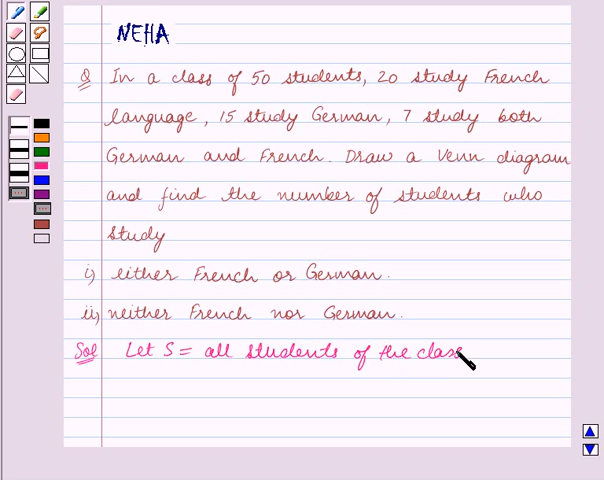 NEHA
Q In a class of 50 students, 20 study French
language, 15 study German, 7 study both
German and French. Draw a Venn diagram
and find the number of students who
study
i) either French or German.
ii) neither French nor German.
Sol Let S = all students of the class